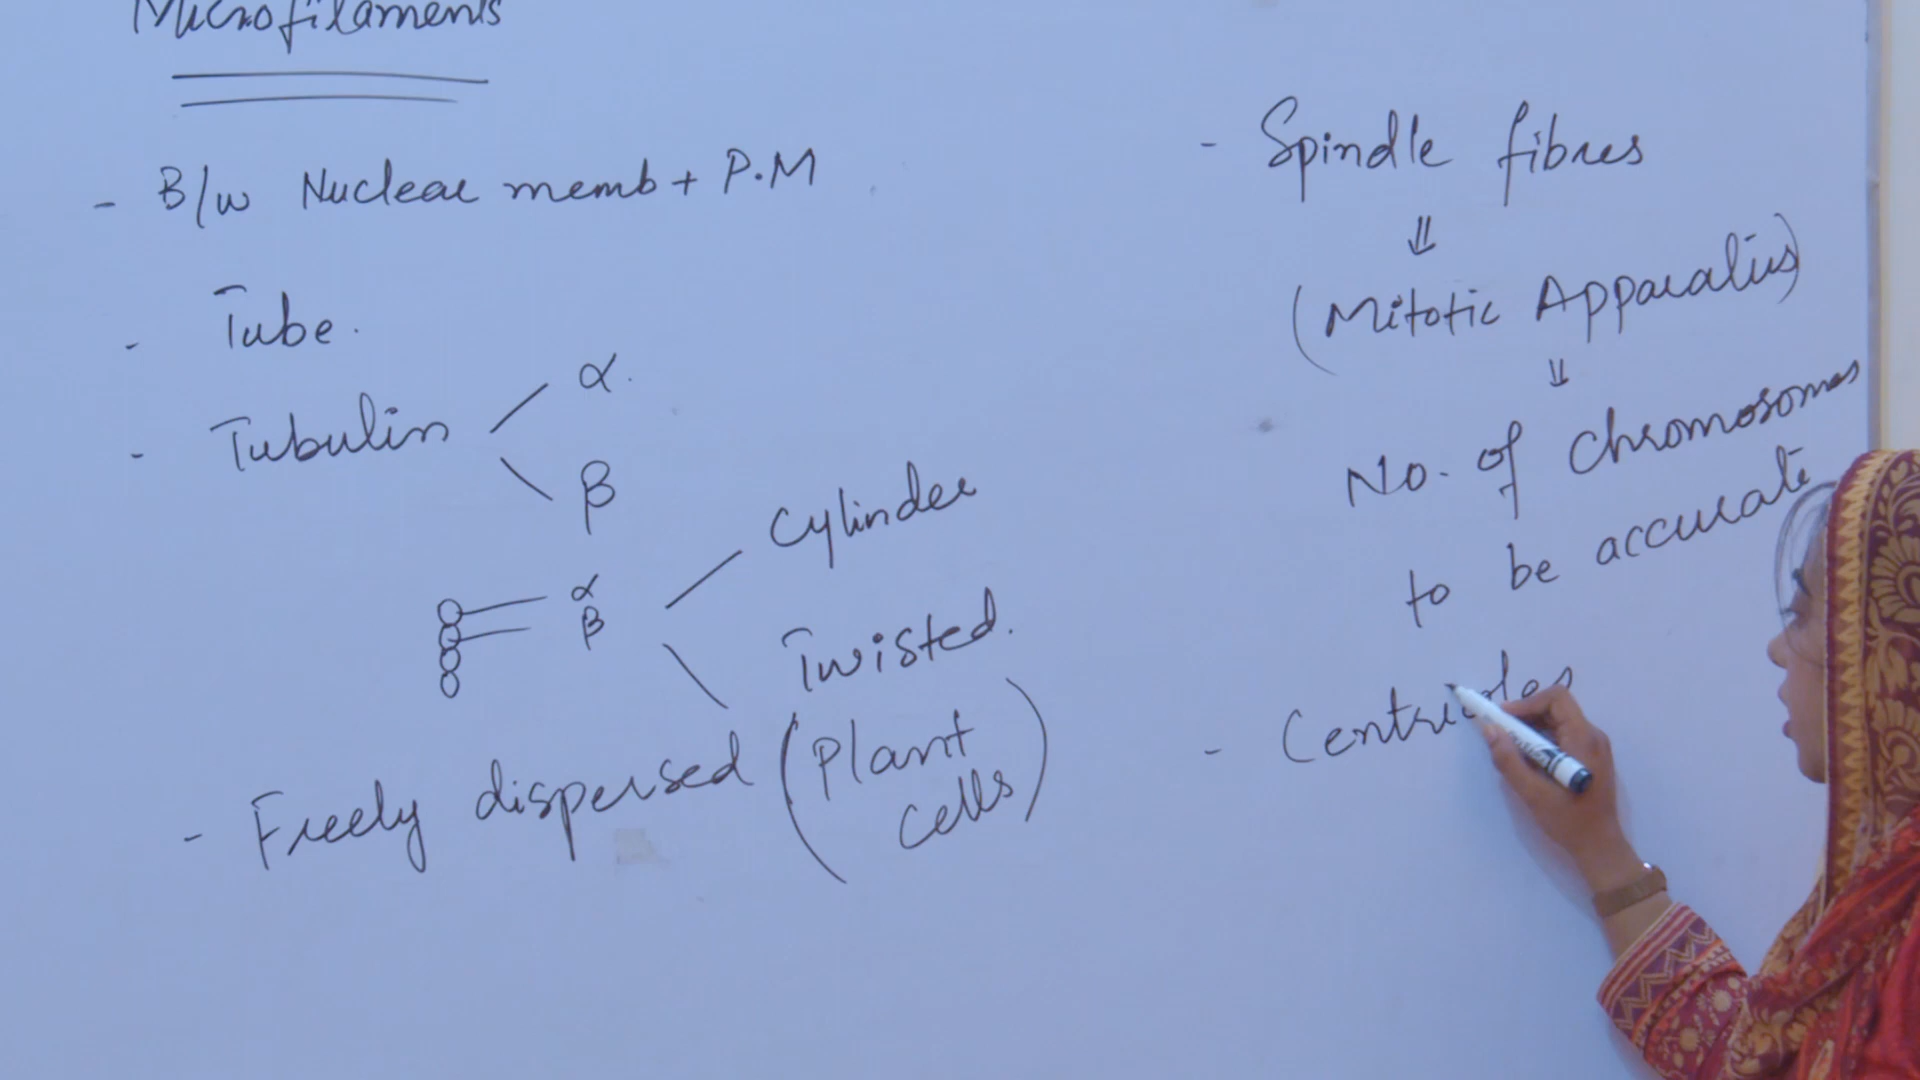 Microfilaments
- B/w Nuclear memb + P.M
- Tube.
- Tubulin α.
β
α
β
Cylinder
Twisted.
- Freely dispersed (Plant
cells)
- Spindle fibres
⇓
(Mitotic Apparatus)
⇓
No. of Chromosomes
to be accurate
- Centrioles